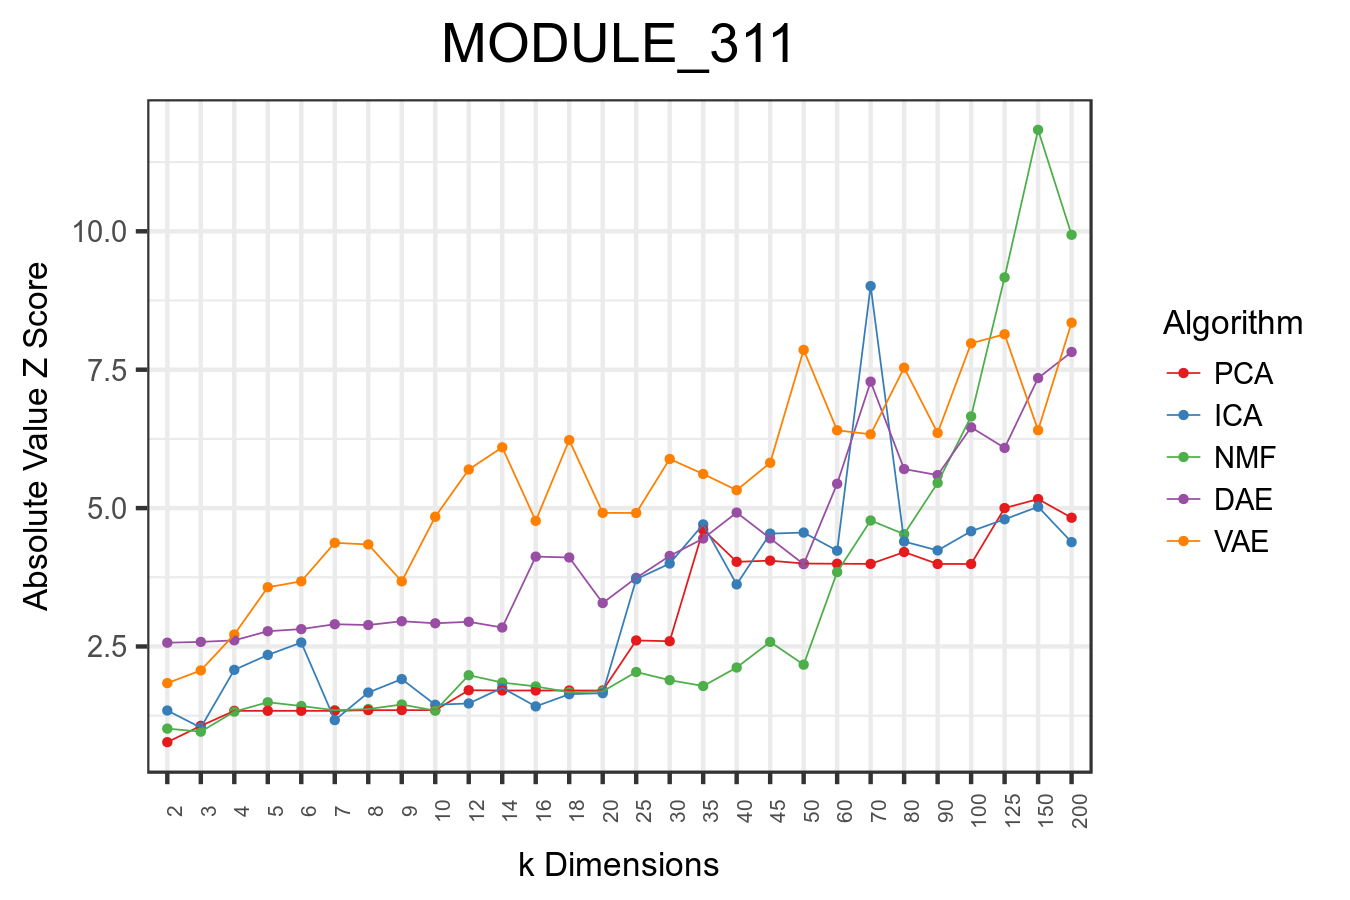 MODULE_311
Absolute Value Z Score
10.0
7.5
5.0
2.5
2 3 4 5 6 7 8 9 10 12 14 16 18 20 25 30 35 40 45 50 60 70 80 90 100 125 150 200
k Dimensions
Algorithm
PCA
ICA
NMF
DAE
VAE